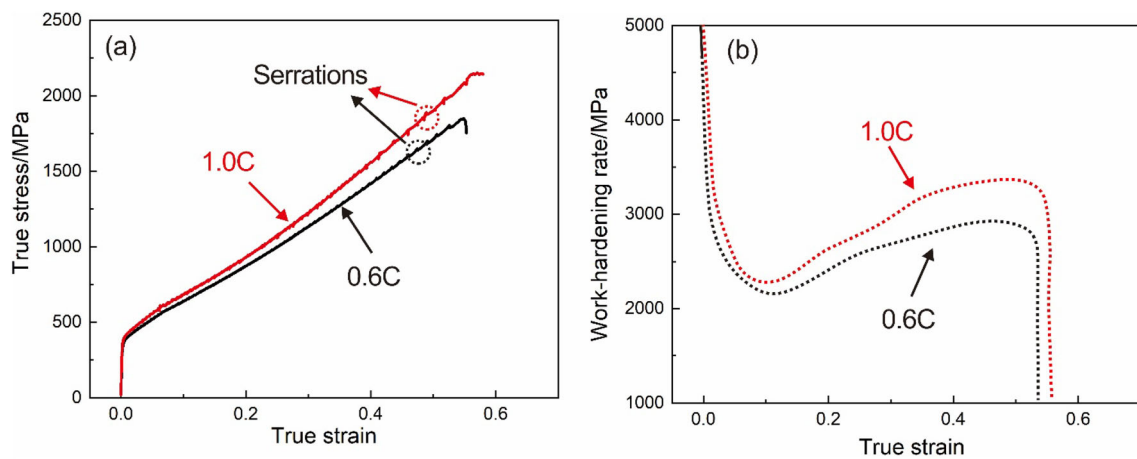 (a)
Serrations
1.0C
0.6C
2500
2000
1500
1000
500
0
True stress/MPa
0.0
0.2
0.4
0.6
True strain
(b)
1.0C
0.6C
5000
4000
3000
2000
1000
Work-hardening rate/MPa
0.0
0.2
0.4
0.6
True strain